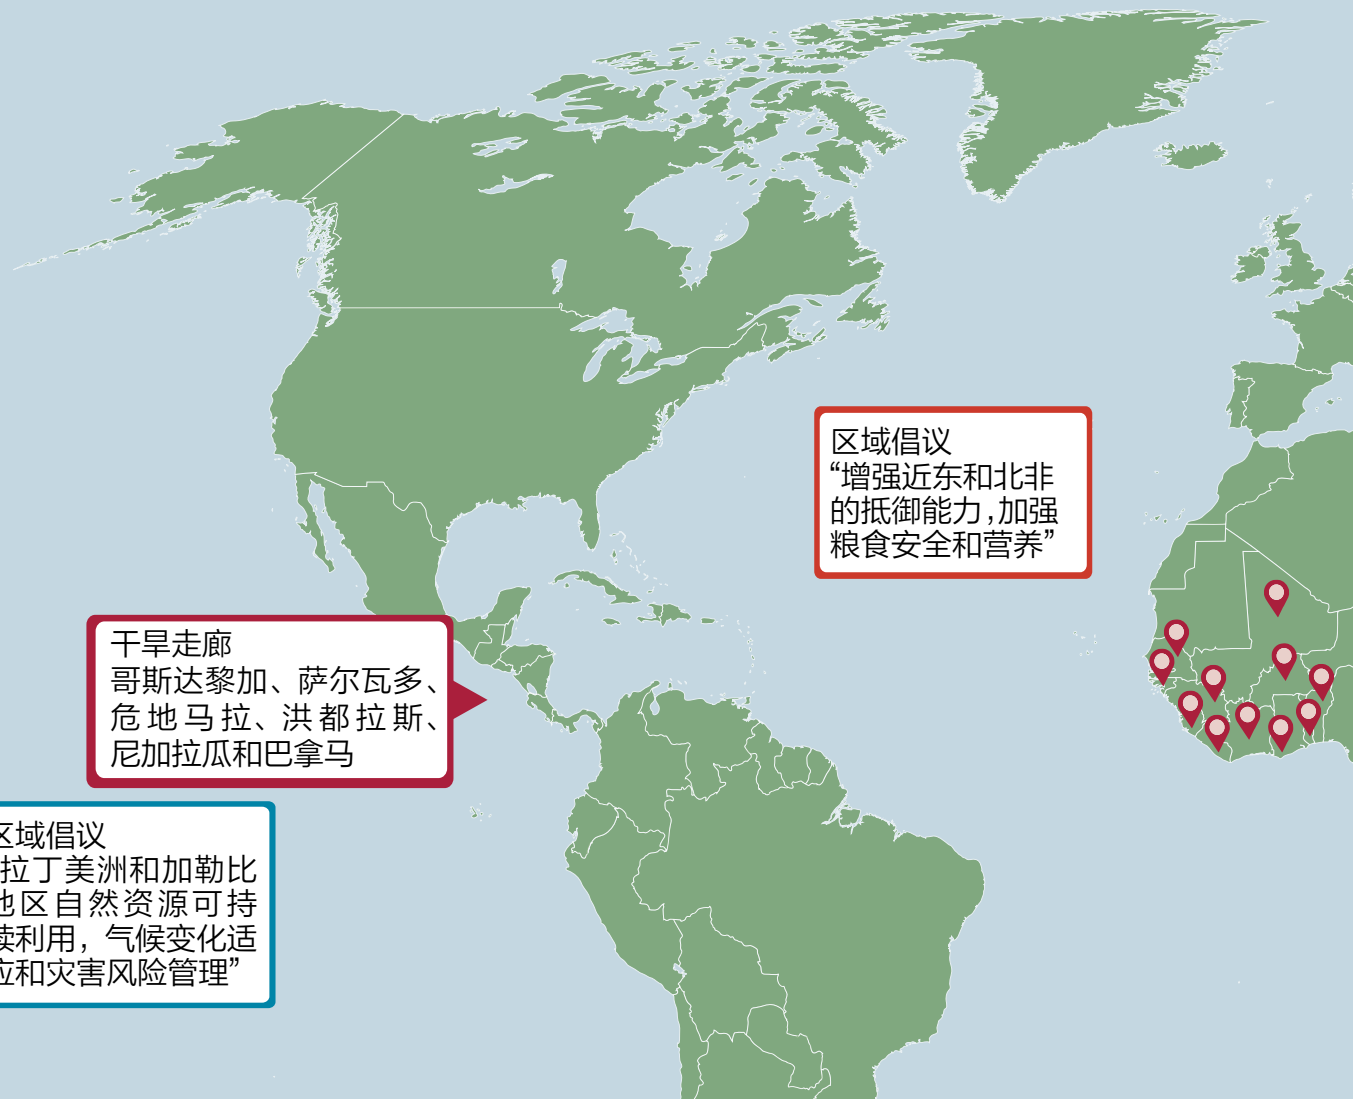 区域倡议
“增强近东和北非
的抵御能力,加强
粮食安全和营养”
干旱走廊
哥斯达黎加、萨尔瓦多、
危地马拉、洪都拉斯、
尼加拉瓜和巴拿马
区域倡议
拉丁美洲和加勒比
地区自然资源可持
续利用，气候变化适
应和灾害风险管理”